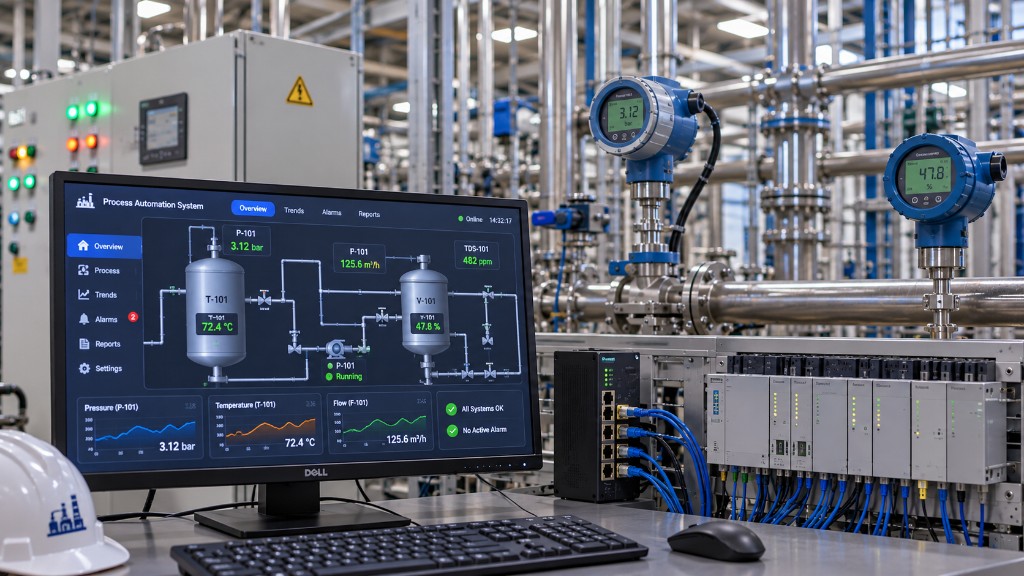 Process Automation System
Overview
Trends
Alarms
Reports
Online
14:32:17
Overview
Process
Trends
Alarms
2
Reports
Settings
P-101
3.12 bar
T-101
72.4 °C
P-101
125.6 m³/h
TDS-101
482 ppm
V-101
47.8 %
P-101
Running
Pressure (P-101)
3.12 bar
Temperature (T-101)
72.4 °C
Flow (F-101)
125.6 m³/h
All Systems OK
No Active Alarm
DELL
3.12
47.8
%